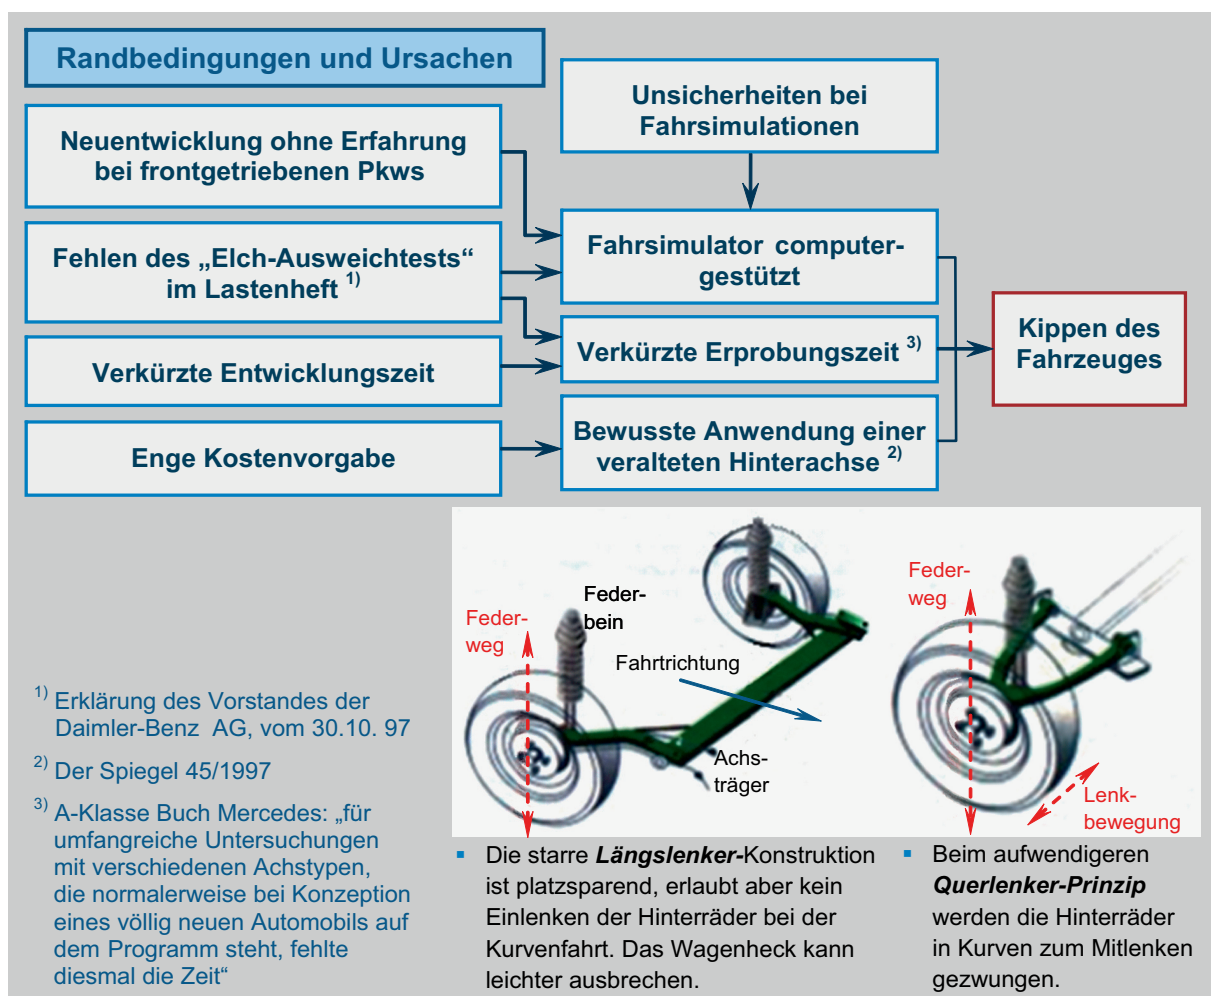 Randbedingungen und Ursachen
Neuentwicklung ohne Erfahrung
bei frontgetriebenen Pkws
Fehlen des „Elch-Ausweichtests“
im Lastenheft 1)
Verkürzte Entwicklungszeit
Enge Kostenvorgabe
Unsicherheiten bei
Fahrsimulationen
Fahrsimulator computer-
gestützt
Verkürzte Erprobungszeit 3)
Bewusste Anwendung einer
veralteten Hinterachse 2)
Kippen des
Fahrzeuges
Feder-
weg
Feder-
bein
Fahrtrichtung
Achs-
träger
Feder-
weg
Lenk-
bewegung
1) Erklärung des Vorstandes der
Daimler-Benz AG, vom 30.10. 97
2) Der Spiegel 45/1997
3) A-Klasse Buch Mercedes: „für
umfangreiche Untersuchungen
mit verschiedenen Achstypen,
die normalerweise bei Konzeption
eines völlig neuen Automobils auf
dem Programm steht, fehlte
diesmal die Zeit“
▪ Die starre Längslenker-Konstruktion
ist platzsparend, erlaubt aber kein
Einlenken der Hinterräder bei der
Kurvenfahrt. Das Wagenheck kann
leichter ausbrechen.
▪ Beim aufwendigeren
Querlenker-Prinzip
werden die Hinterräder
in Kurven zum Mitlenken
gezwungen.